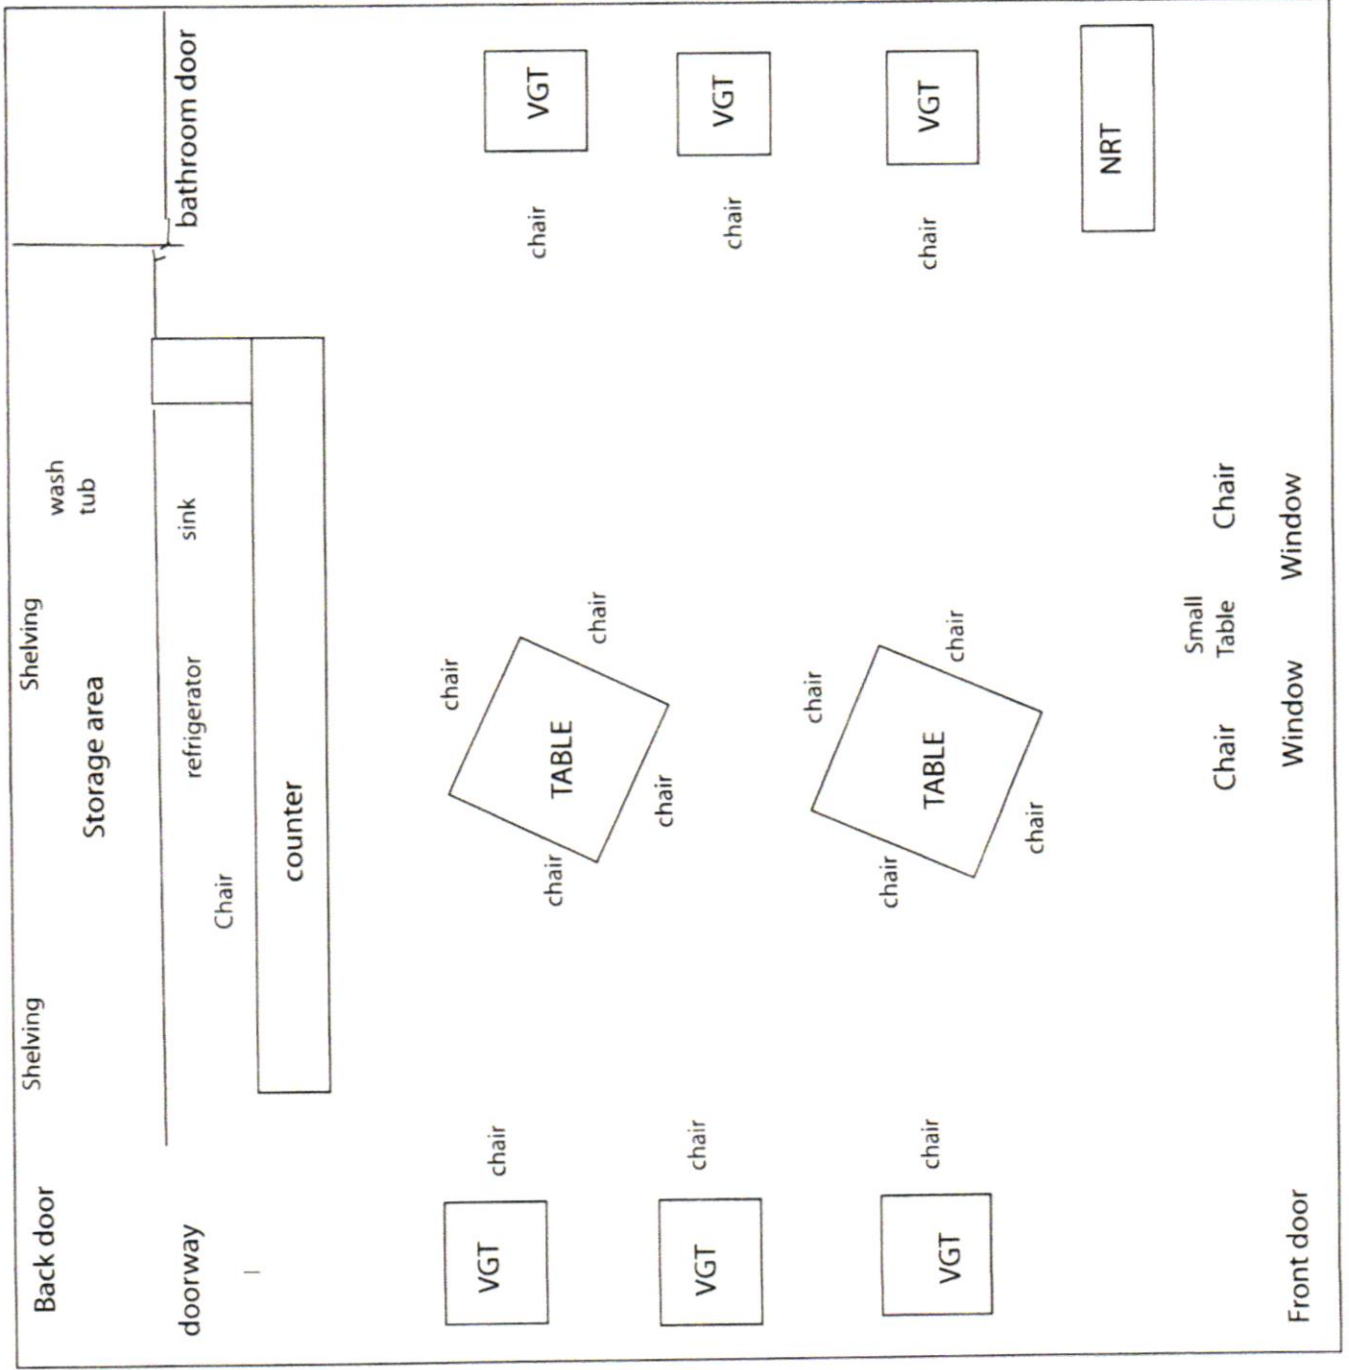 Back door
Shelving
Shelving
wash
tub
Storage area
doorway
refrigerator
sink
bathroom door
Chair
counter
VGT
chair
chair
chair
TABLE
chair
chair
chair
VGT
VGT
chair
chair
VGT
VGT
chair
chair
chair
TABLE
chair
chair
chair
VGT
NRT
Chair
Small
Table
Chair
Front door
Window
Window